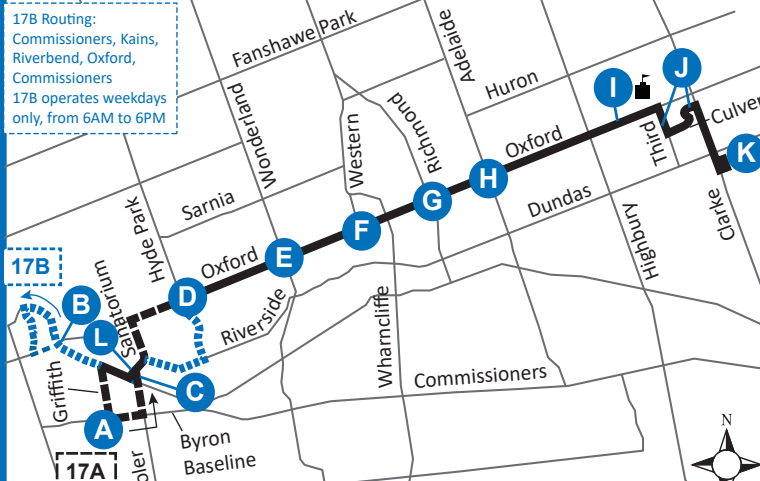 17B Routing:
Commissioners, Kains,
Riverbend, Oxford,
Commissioners
17B operates weekdays
only, from 6AM to 6PM
Fanshawe Park
Adelaide
Huron
I
J
Culver
K
Wonderland
Western
Richmond
Oxford
Third
H
G
Dundas
Sarnia
Hyde Park
F
Highbury
Clarke
E
Oxford
17B
D
Sanatorium
B
Riverside
L
Wharncliffe
Griffith
C
Commissioners
A
Byron
Baseline
17A
N